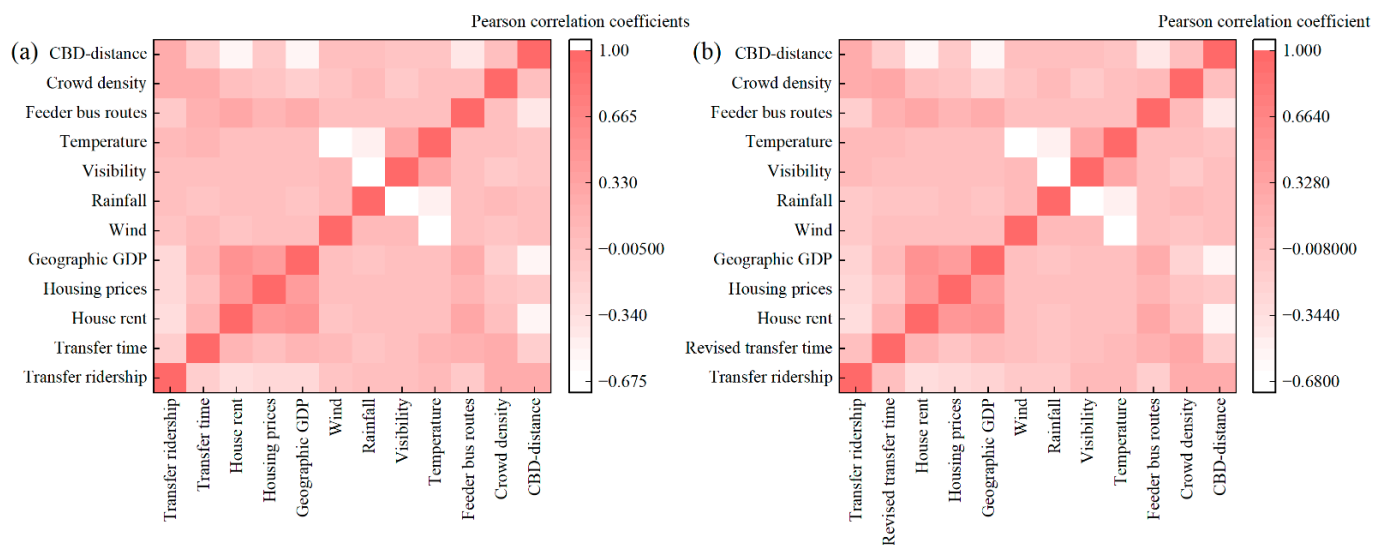 Pearson correlation coefficients
(a)
CBD-distance
Crowd density
Feeder bus routes
Temperature
Visibility
Rainfall
Wind
Geographic GDP
Housing prices
House rent
Transfer time
Transfer ridership
Transfer ridership
Transfer time
House rent
Housing prices
Geographic GDP
Wind
Rainfall
Visibility
Temperature
Feeder bus routes
Crowd density
CBD-distance
1.00
0.665
0.330
−0.00500
−0.340
−0.675
Pearson correlation coefficient
(b)
CBD-distance
Crowd density
Feeder bus routes
Temperature
Visibility
Rainfall
Wind
Geographic GDP
Housing prices
House rent
Revised transfer time
Transfer ridership
Transfer ridership
Revised transfer time
House rent
Housing prices
Geographic GDP
Wind
Rainfall
Visibility
Temperature
Feeder bus routes
Crowd density
CBD-distance
1.000
0.6640
0.3280
−0.008000
−0.3440
−0.6800